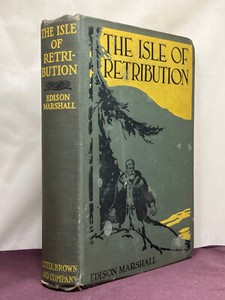 THE ISLE
OF
RETRI-
BUTION
EDISON
MARSHALL
LITTLE, BROWN
AND COMPANY
THE ISLE OF
RETRIBUTION
EDISON MARSHALL